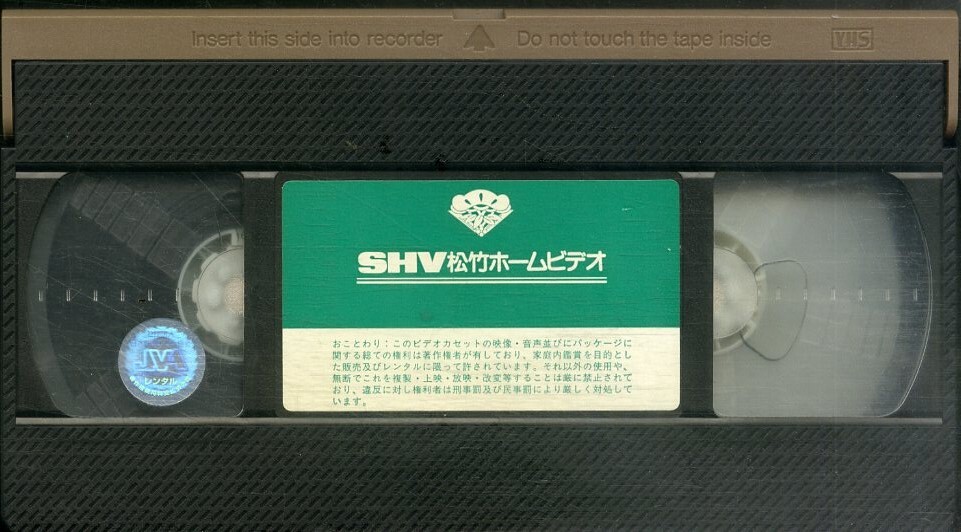 Insert this side into recorder Do not touch the tape inside VHS
SHV松竹ホームビデオ
おことわり：このビデオカセットの映像・音声並びにパッケージに
関する総ての権利は著作権者が有しており、家庭内鑑賞を目的とし
た販売及びレンタルに限って許されています。それ以外の使用や、
無断でこれを複製・上映・放映・改変等することは厳に禁止されて
おり、違反に対し権利者は刑事罰及び民事罰により厳しく対処して
います。
JVA
レンタル